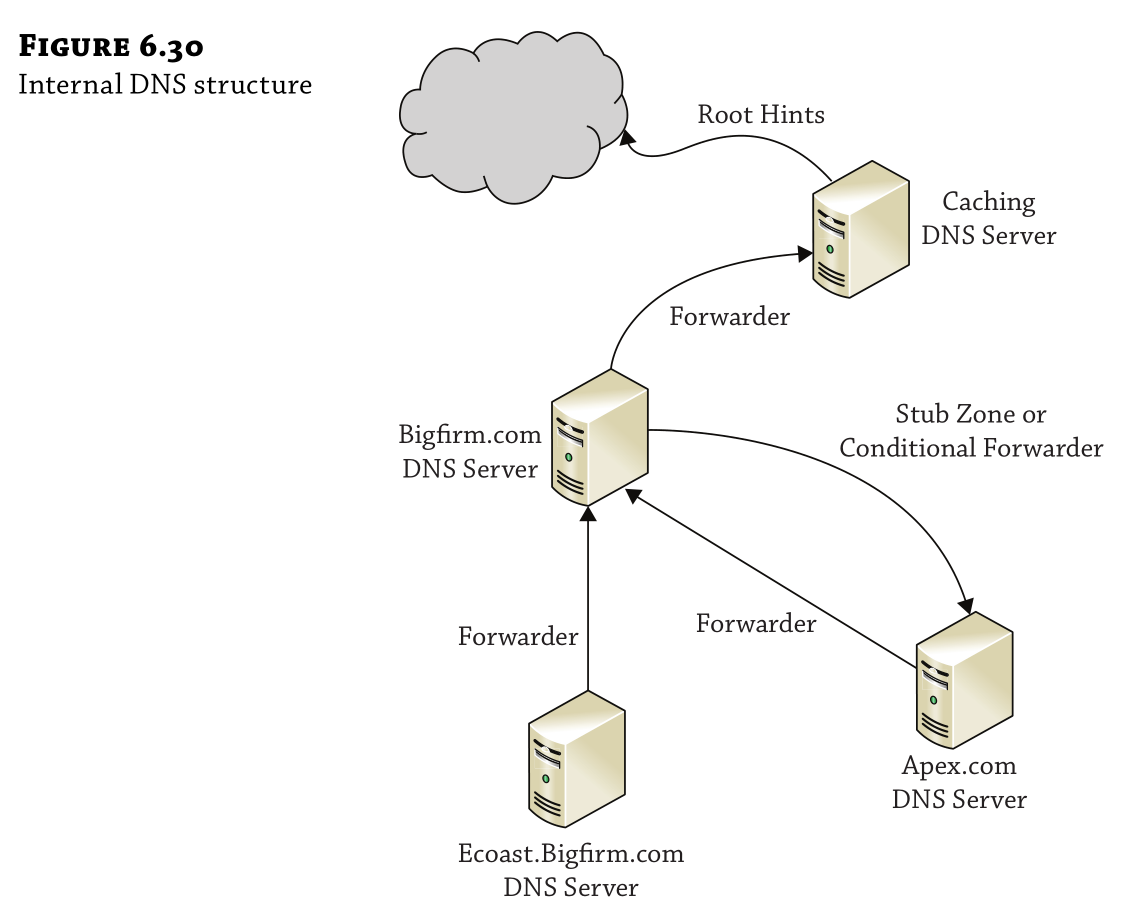 FIGURE 6.30
Internal DNS structure
Root Hints
Caching
DNS Server
Forwarder
Stub Zone or
Conditional Forwarder
Bigfirm.com
DNS Server
Forwarder
Forwarder
Apex.com
DNS Server
Ecoast.Bigfirm.com
DNS Server